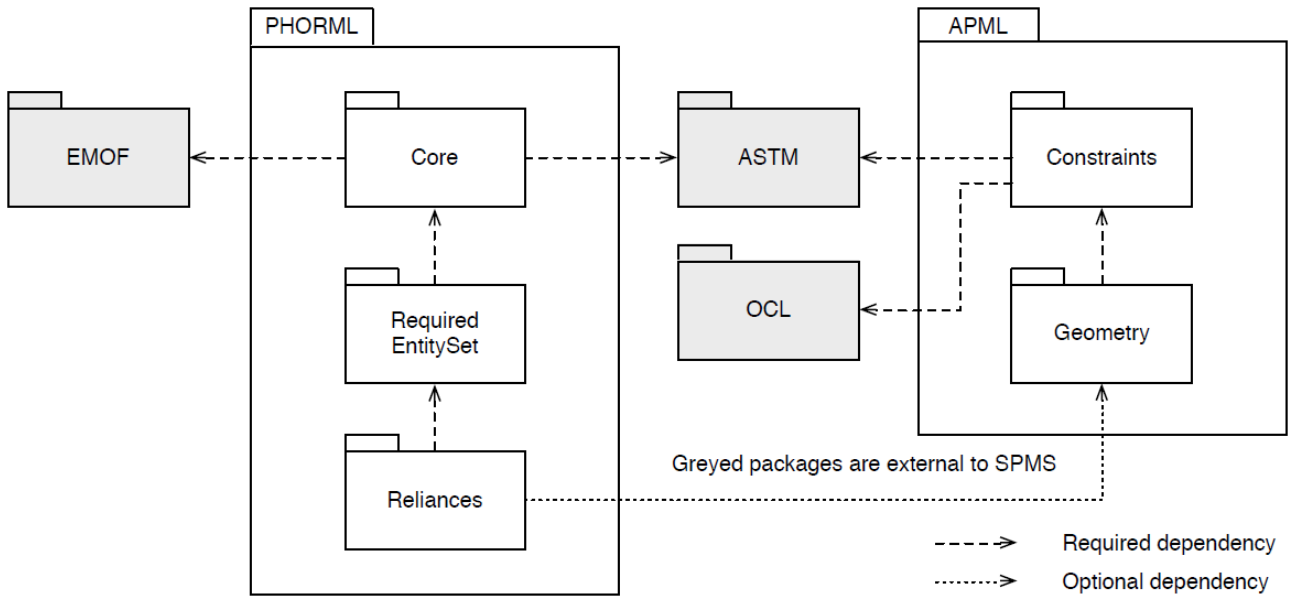 PHORML
APML
EMOF
Core
ASTM
Constraints
OCL
Required
EntitySet
Geometry
Greyed packages are external to SPMS
Reliances
Required dependency
Optional dependency